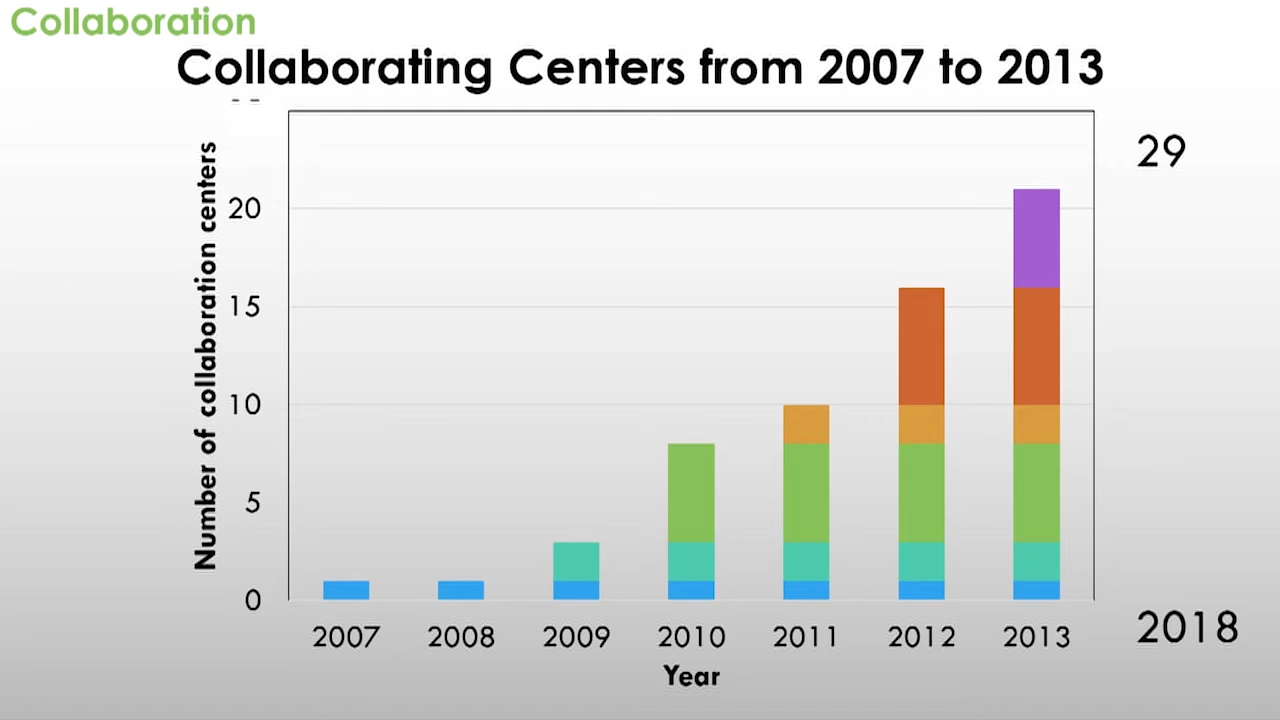 Collaboration
Collaborating Centers from 2007 to 2013
Number of collaboration centers
29
20
15
10
5
0
2007 2008 2009 2010 2011 2012 2013
2018
Year